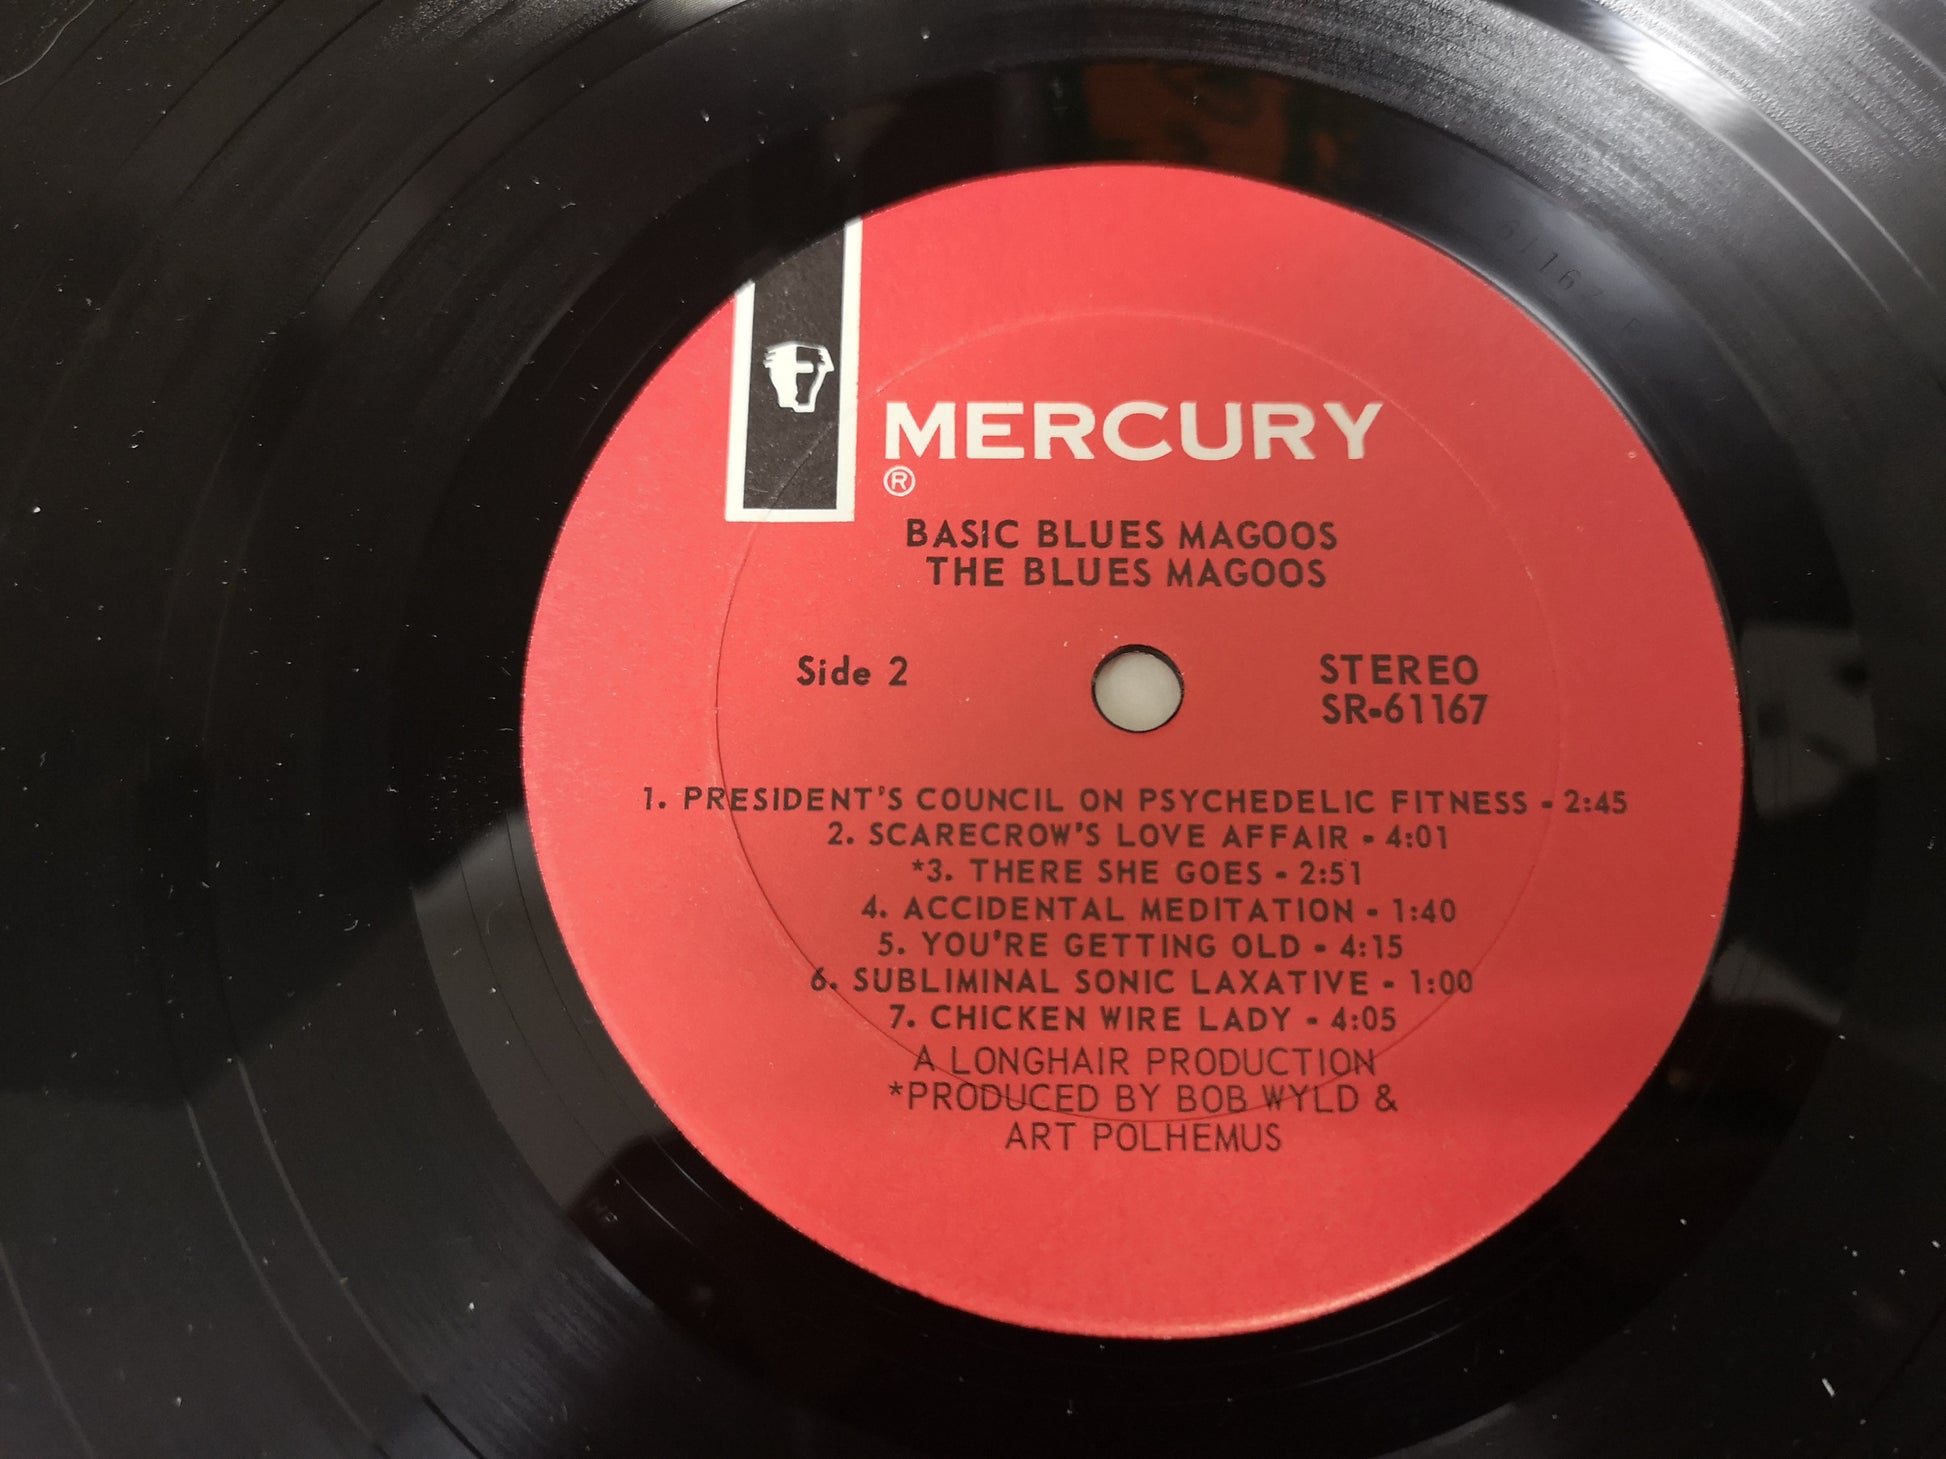 MERCURY
®
BASIC BLUES MAGOOS
THE BLUES MAGOOS
Side 2
STEREO
SR-61167
1. PRESIDENT'S COUNCIL ON PSYCHEDELIC FITNESS - 2:45
2. SCARECROW'S LOVE AFFAIR - 4:01
*3. THERE SHE GOES - 2:51
4. ACCIDENTAL MEDITATION - 1:40
5. YOU'RE GETTING OLD - 4:15
6. SUBLIMINAL SONIC LAXATIVE - 1:00
7. CHICKEN WIRE LADY - 4:05
A LONGHAIR PRODUCTION
*PRODUCED BY BOB WYLD &
ART POLHEMUS